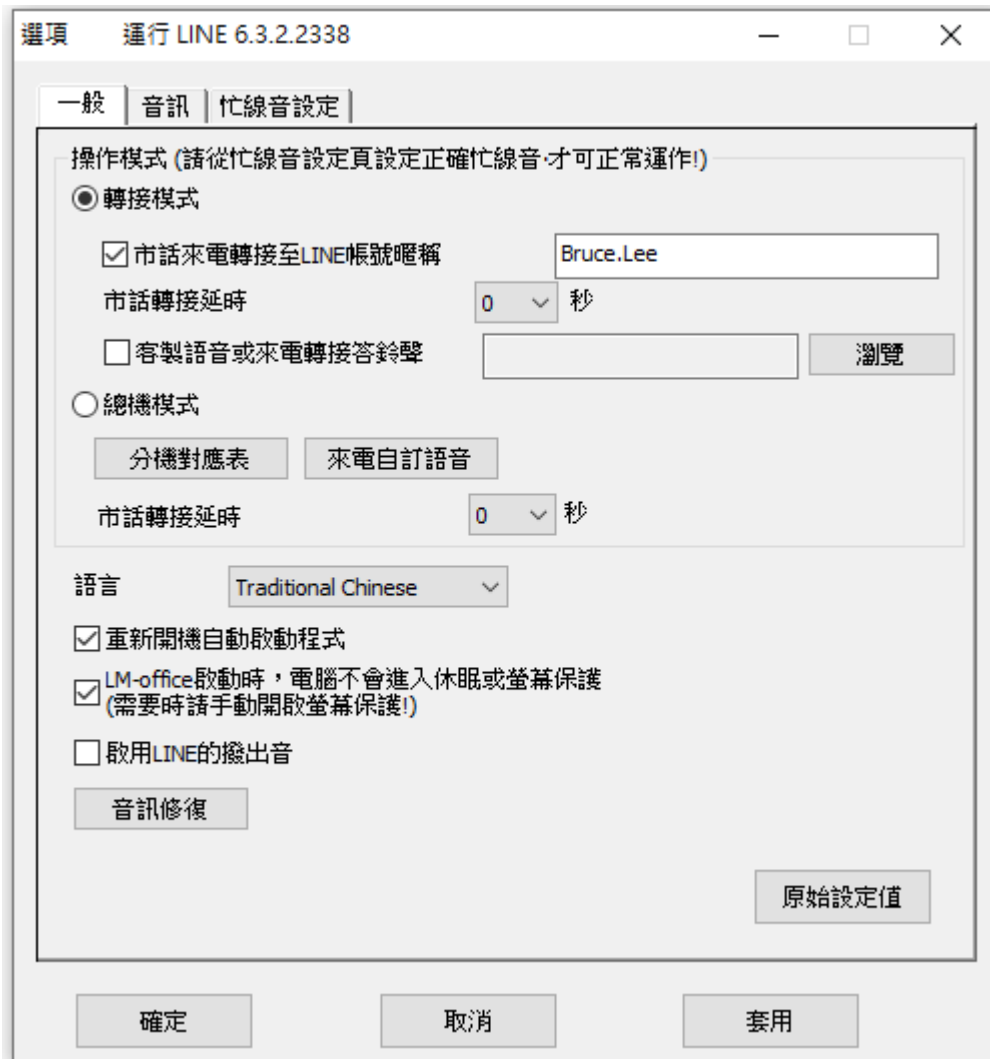 選項 運行 LINE 6.3.2.2338
一般 音訊 忙線音設定
操作模式 (請從忙線音設定頁設定正確忙線音‧才可正常運作!)
轉接模式
市話來電轉接至LINE帳號暱稱 Bruce.Lee
市話轉接延時 0 秒
客製語音或來電轉接答鈴聲 瀏覽
總機模式
分機對應表 來電自訂語音
市話轉接延時 0 秒
語言 Traditional Chinese
重新開機自動啟動程式
LM-office啟動時，電腦不會進入休眠或螢幕保護
(需要時請手動開啟螢幕保護!)
啟用LINE的撥出音
音訊修復
原始設定值
確定 取消 套用